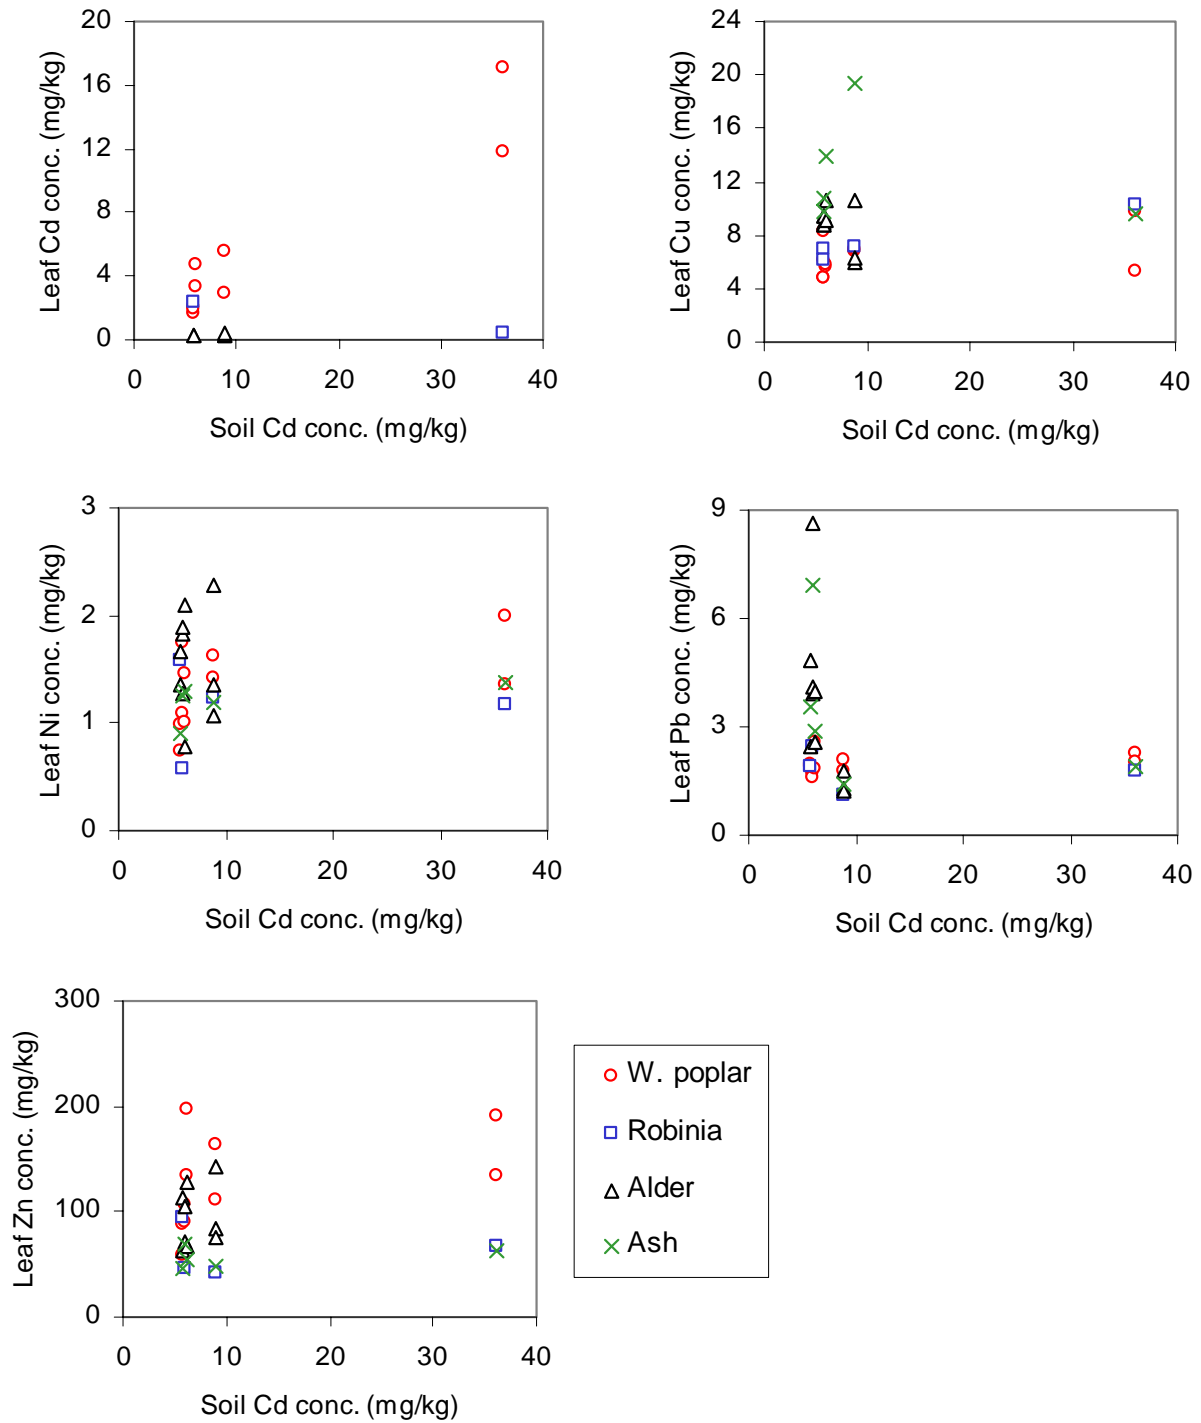 20
16
12
8
4
0
Leaf Cd conc. (mg/kg)
0 10 20 30 40
Soil Cd conc. (mg/kg)
24
20
16
12
8
4
0
Leaf Cu conc. (mg/kg)
0 10 20 30 40
Soil Cd conc. (mg/kg)
3
2
1
0
Leaf Ni conc. (mg/kg)
0 10 20 30 40
Soil Cd conc. (mg/kg)
9
6
3
0
Leaf Pb conc. (mg/kg)
0 10 20 30 40
Soil Cd conc. (mg/kg)
300
200
100
0
Leaf Zn conc. (mg/kg)
0 10 20 30 40
Soil Cd conc. (mg/kg)
W. poplar
Robinia
Alder
Ash